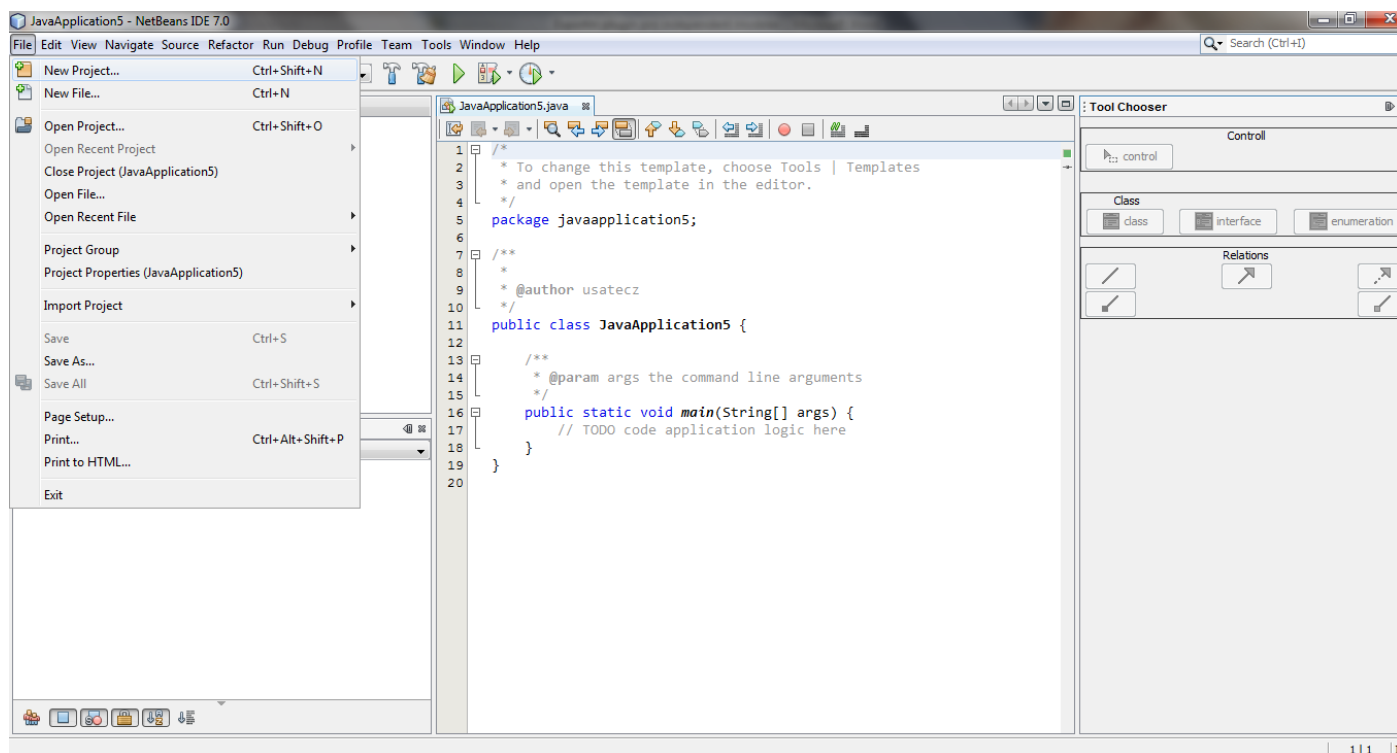 JavaApplication5 - NetBeans IDE 7.0
File Edit View Navigate Source Refactor Run Debug Profile Team Tools Window Help
Search (Ctrl+I)
New Project... Ctrl+Shift+N
New File... Ctrl+N
Open Project... Ctrl+Shift+O
Open Recent Project
Close Project (JavaApplication5)
Open File...
Open Recent File
Project Group
Project Properties (JavaApplication5)
Import Project
Save Ctrl+S
Save As...
Save All Ctrl+Shift+S
Page Setup...
Print... Ctrl+Alt+Shift+P
Print to HTML...
Exit
JavaApplication5.java
1 /*
2 * To change this template, choose Tools | Templates
3 * and open the template in the editor.
4 */
5 package javaapplication5;
6
7 /**
8 *
9 * @author usatecz
10 */
11 public class JavaApplication5 {
12
13 /**
14 * @param args the command line arguments
15 */
16 public static void main(String[] args) {
17 // TODO code application logic here
18 }
19 }
20
Tool Chooser
Controll
control
Class
class interface enumeration
Relations
1 | 1